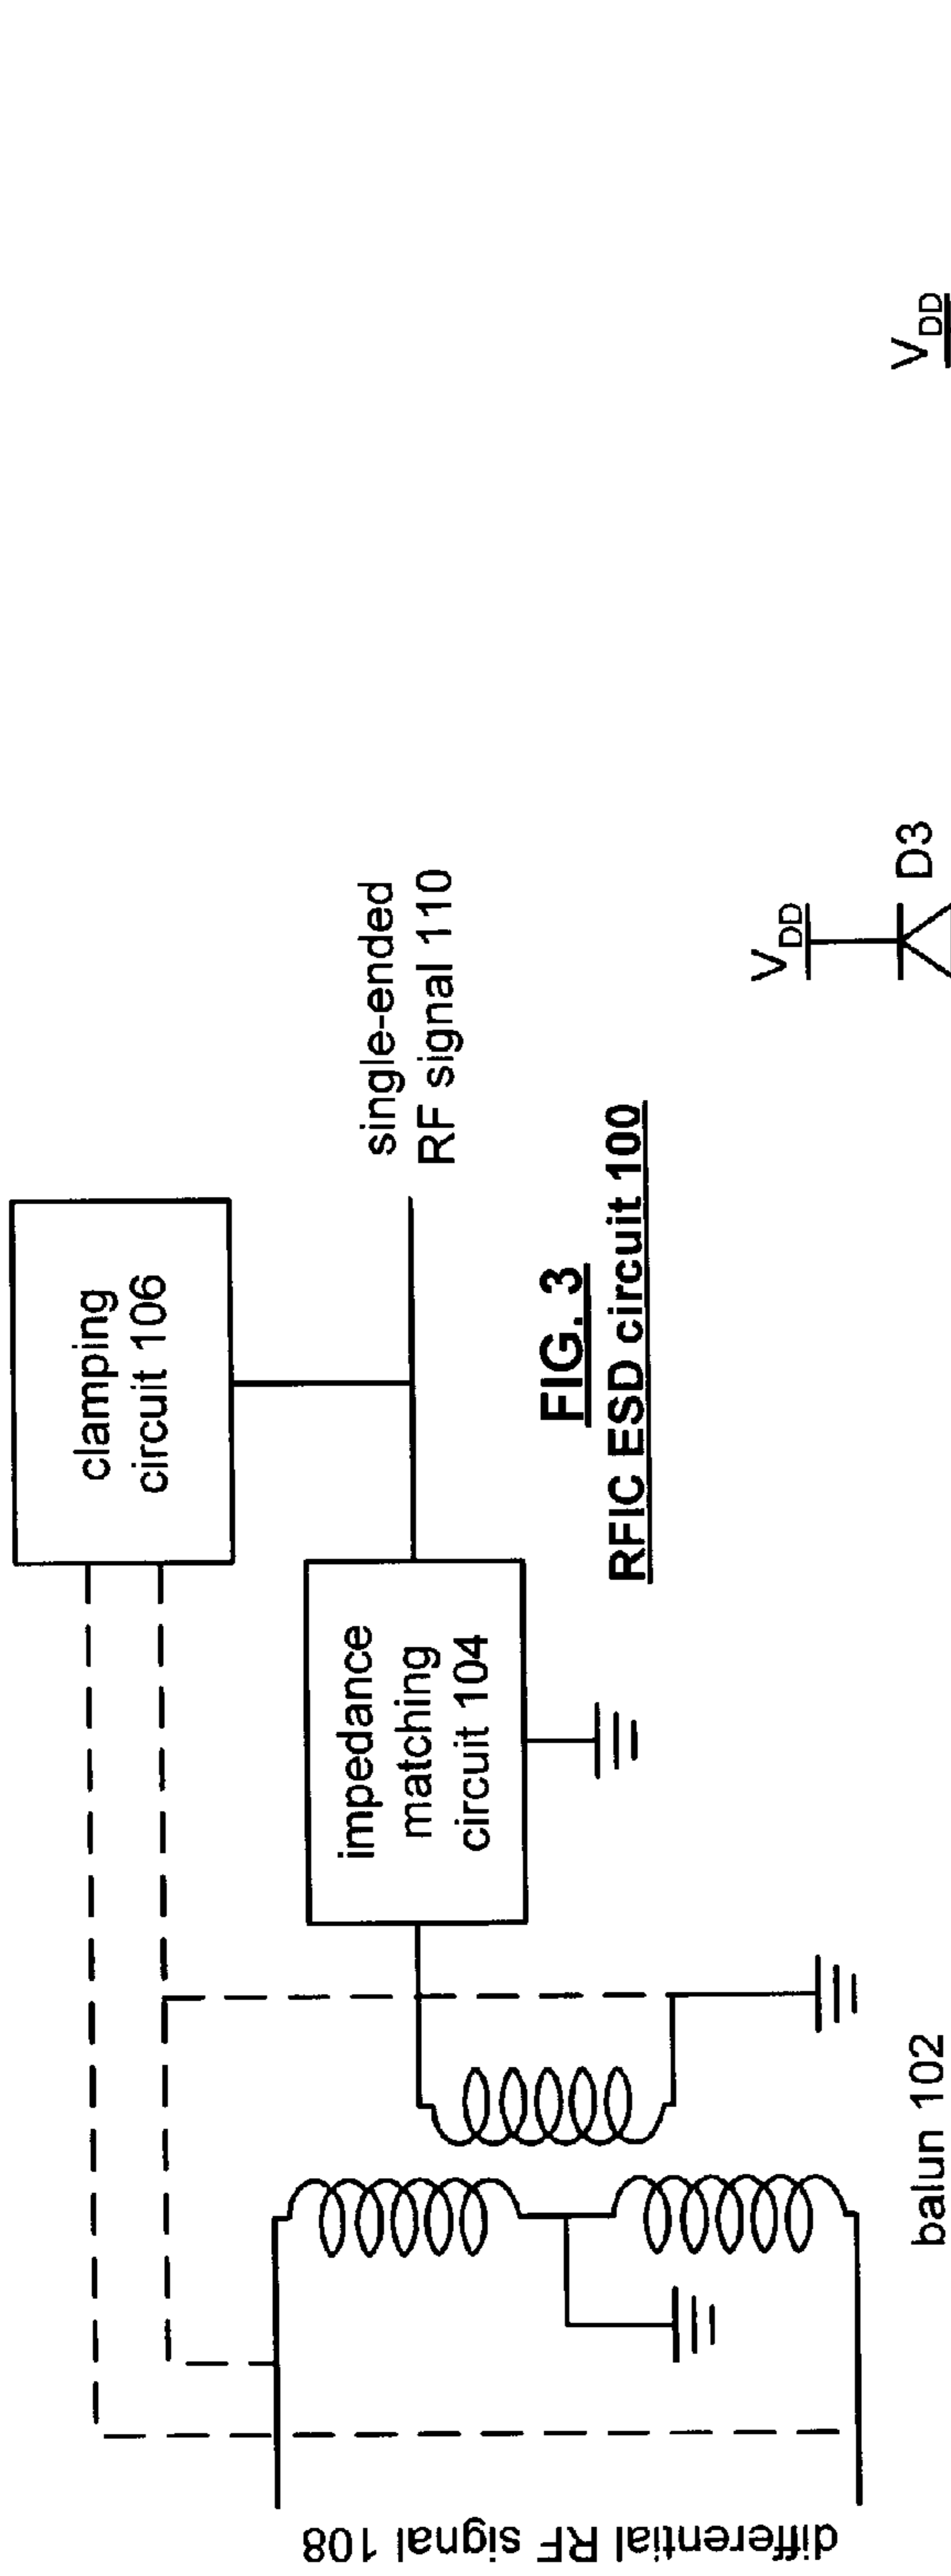 clamping
circuit 106
impedance
matching
circuit 104
single-ended
RF signal 110
differential RF signal 108
balun 102
FIG. 3
RFIC ESD circuit 100
VDD
D3
VDD